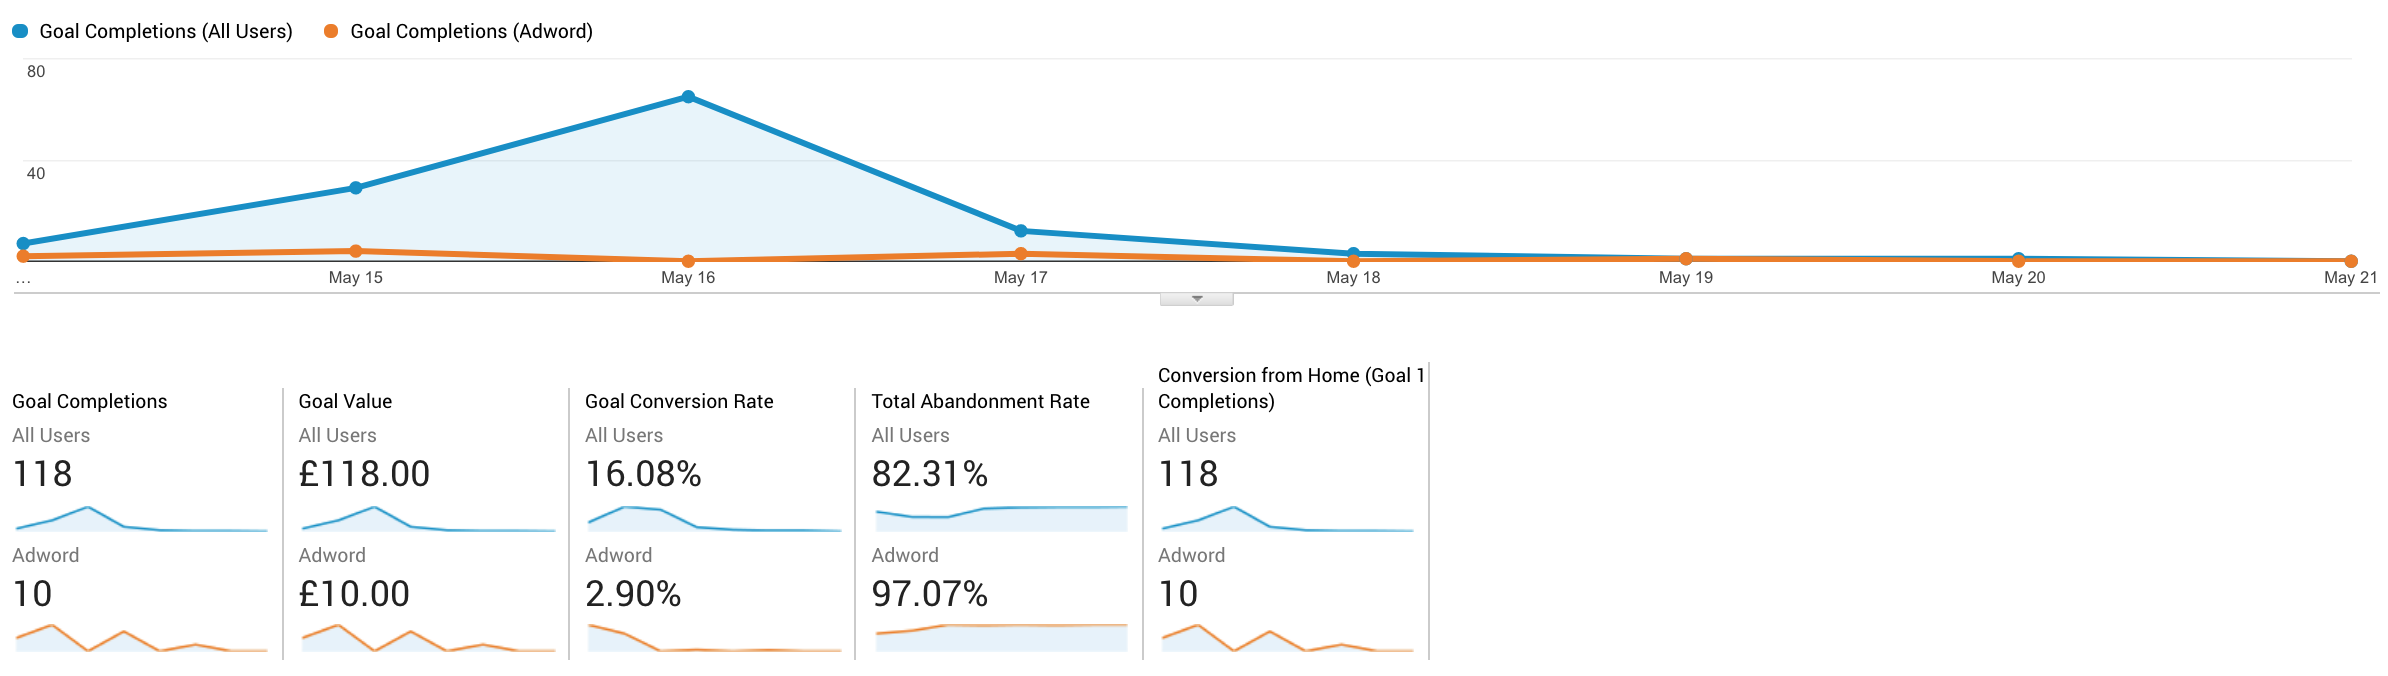 Goal Completions (All Users) Goal Completions (Adword)
80
40
... May 15 May 16 May 17 May 18 May 19 May 20 May 21
Goal Completions
All Users
118
Adword
10
Goal Value
All Users
£118.00
Adword
£10.00
Goal Conversion Rate
All Users
16.08%
Adword
2.90%
Total Abandonment Rate
All Users
82.31%
Adword
97.07%
Conversion from Home (Goal 1
Completions)
All Users
118
Adword
10